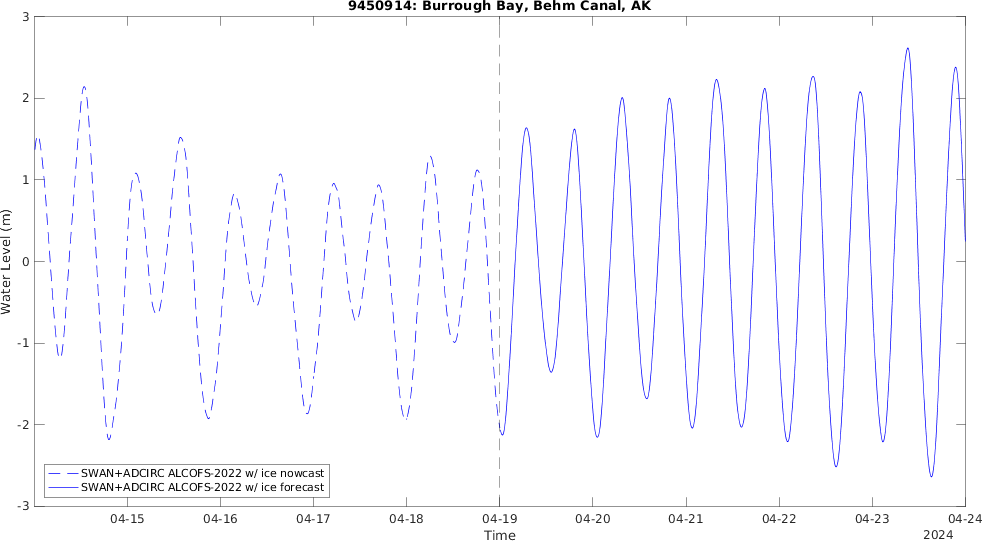 9450914: Burrough Bay, Behm Canal, AK
3
2
1
0
-1
-2
-3
Water Level (m)
SWAN+ADCIRC ALCOFS-2022 w/ ice nowcast
SWAN+ADCIRC ALCOFS-2022 w/ ice forecast
04-15 04-16 04-17 04-18 04-19 04-20 04-21 04-22 04-23 04-24
Time
2024